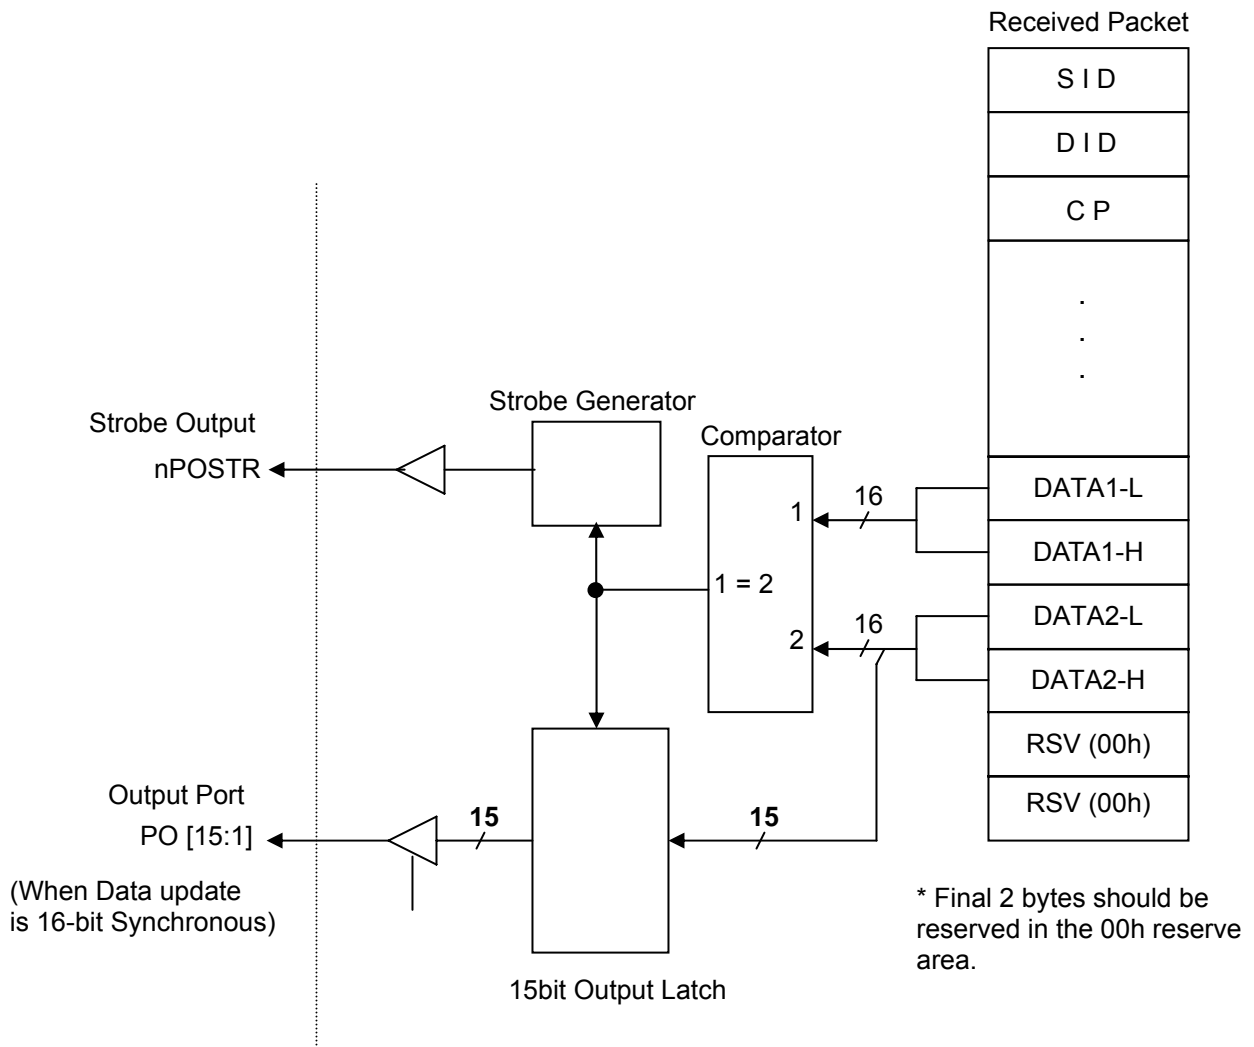 Received Packet
S I D
D I D
C P
.
.
.
Strobe Generator
Strobe Output
Comparator
nPOSTR
DATA1-L
16
1
DATA1-H
1 = 2
DATA2-L
16
2
DATA2-H
RSV (00h)
Output Port
RSV (00h)
15
15
PO [15:1]
(When Data update
is 16-bit Synchronous)
* Final 2 bytes should be
reserved in the 00h reserve
area.
15bit Output Latch